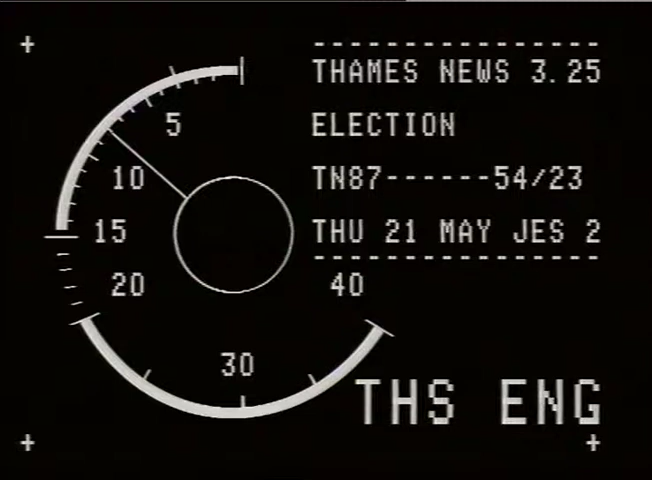 THAMES NEWS 3.25
ELECTION
TN87------54/23
THU 21 MAY JES 2
5
10
15
20
30
40
THS ENG